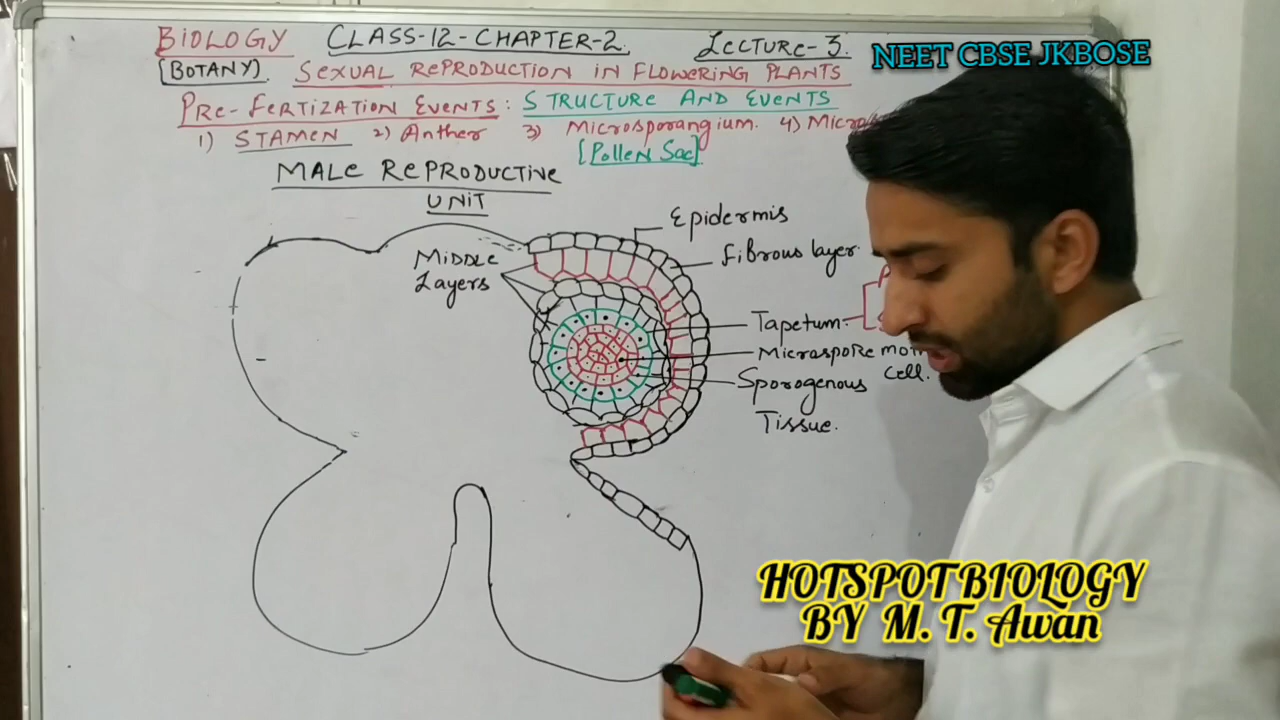 BIOLOGY CLASS-12-CHAPTER-2. LECTURE-3.
[BOTANY]. SEXUAL REPRODUCTION IN FLOWERING PLANTS
PRE-FERTIZATION EVENTS: STRUCTURE AND EVENTS
1) STAMEN 2) Anther 3) Microsporangium. 4)
[Pollen Sac]
MALE REPRODUCTIVE
UNIT
Epidermis
Fibrous layer
MIDDLE
Layers
Tapetum.
Microspore
cell.
Sporogenous
Tissue.
NEET CBSE JKBOSE
HOTSPOT BIOLOGY
BY M. T. Awan